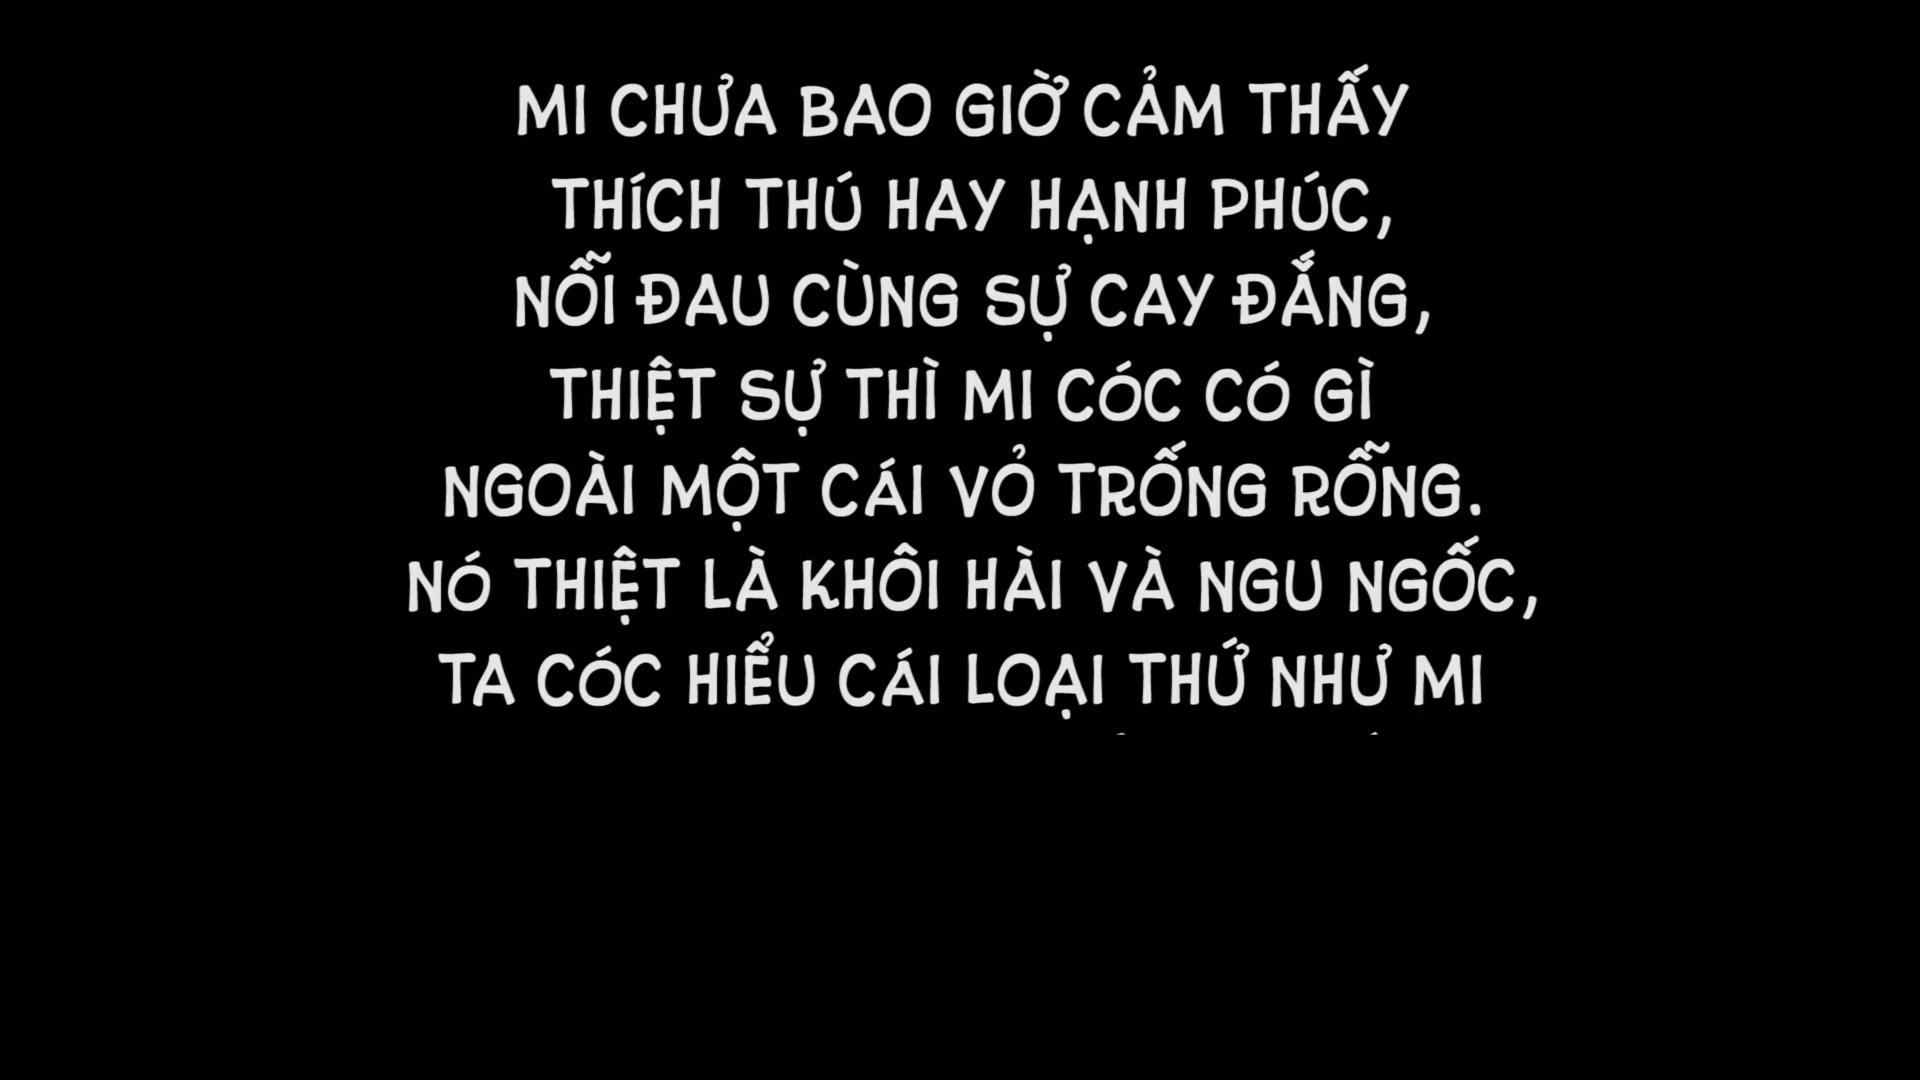 MI CHƯA BAO GIỜ CẢM THẤY
THÍCH THÚ HAY HẠNH PHÚC,
NỖI ĐAU CÙNG SỰ CAY ĐẮNG,
THIỆT SỰ THÌ MI CÓC CÓ GÌ
NGOÀI MỘT CÁI VỎ TRỐNG RỖNG.
NÓ THIỆT LÀ KHÔI HÀI VÀ NGU NGỐC,
TA CÓC HIỂU CÁI LOẠI THỨ NHƯ MI